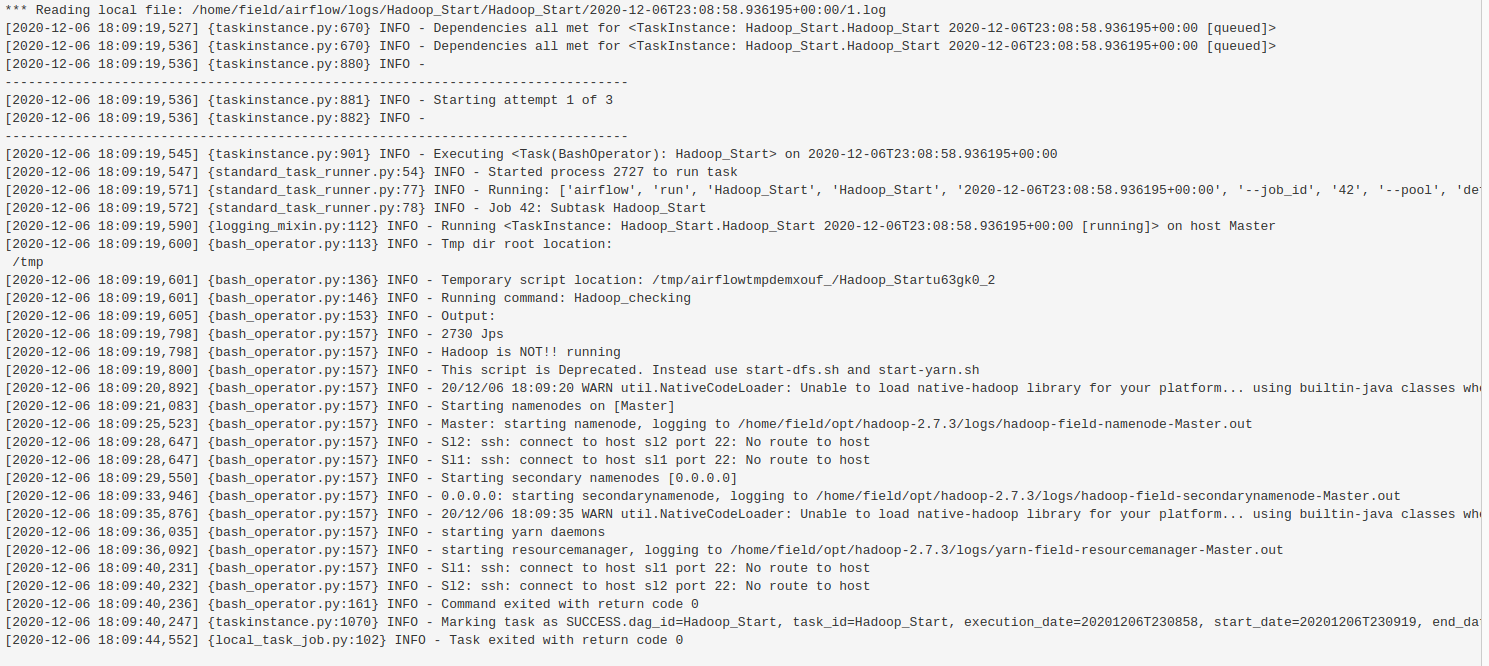 *** Reading local file: /home/field/airflow/logs/Hadoop_Start/Hadoop_Start/2020-12-06T23:08:58.936195+00:00/1.log
[2020-12-06 18:09:19,527] {taskinstance.py:670} INFO - Dependencies all met for <TaskInstance: Hadoop_Start.Hadoop_Start 2020-12-06T23:08:58.936195+00:00 [queued]>
[2020-12-06 18:09:19,536] {taskinstance.py:670} INFO - Dependencies all met for <TaskInstance: Hadoop_Start.Hadoop_Start 2020-12-06T23:08:58.936195+00:00 [queued]>
[2020-12-06 18:09:19,536] {taskinstance.py:880} INFO -
--------------------------------------------------------------------------------
[2020-12-06 18:09:19,536] {taskinstance.py:881} INFO - Starting attempt 1 of 3
[2020-12-06 18:09:19,536] {taskinstance.py:882} INFO -
--------------------------------------------------------------------------------
[2020-12-06 18:09:19,545] {taskinstance.py:901} INFO - Executing <Task(BashOperator): Hadoop_Start> on 2020-12-06T23:08:58.936195+00:00
[2020-12-06 18:09:19,547] {standard_task_runner.py:54} INFO - Started process 2727 to run task
[2020-12-06 18:09:19,571] {standard_task_runner.py:77} INFO - Running: ['airflow', 'run', 'Hadoop_Start', 'Hadoop_Start', '2020-12-06T23:08:58.936195+00:00', '--job_id', '42', '--pool',
[2020-12-06 18:09:19,572] {standard_task_runner.py:78} INFO - Job 42: Subtask Hadoop_Start
[2020-12-06 18:09:19,590] {logging_mixin.py:112} INFO - Running <TaskInstance: Hadoop_Start.Hadoop_Start 2020-12-06T23:08:58.936195+00:00 [running]> on host Master
[2020-12-06 18:09:19,600] {bash_operator.py:113} INFO - Tmp dir root location:
/tmp
[2020-12-06 18:09:19,601] {bash_operator.py:136} INFO - Temporary script location: /tmp/airflowtmpdemxouf_/Hadoop_Startu63gk0_2
[2020-12-06 18:09:19,601] {bash_operator.py:146} INFO - Running command: Hadoop_checking
[2020-12-06 18:09:19,605] {bash_operator.py:153} INFO - Output:
[2020-12-06 18:09:19,798] {bash_operator.py:157} INFO - 2730 Jps
[2020-12-06 18:09:19,798] {bash_operator.py:157} INFO - Hadoop is NOT!! running
[2020-12-06 18:09:19,800] {bash_operator.py:157} INFO - This script is Deprecated. Instead use start-dfs.sh and start-yarn.sh
[2020-12-06 18:09:20,892] {bash_operator.py:157} INFO - 20/12/06 18:09:20 WARN util.NativeCodeLoader: Unable to load native-hadoop library for your platform... using builtin-java classes
[2020-12-06 18:09:21,083] {bash_operator.py:157} INFO - Starting namenodes on [Master]
[2020-12-06 18:09:25,523] {bash_operator.py:157} INFO - Master: starting namenode, logging to /home/field/opt/hadoop-2.7.3/logs/hadoop-field-namenode-Master.out
[2020-12-06 18:09:28,647] {bash_operator.py:157} INFO - Sl2: ssh: connect to host sl2 port 22: No route to host
[2020-12-06 18:09:28,647] {bash_operator.py:157} INFO - Sl1: ssh: connect to host sl1 port 22: No route to host
[2020-12-06 18:09:29,550] {bash_operator.py:157} INFO - Starting secondary namenodes [0.0.0.0]
[2020-12-06 18:09:33,946] {bash_operator.py:157} INFO - 0.0.0.0: starting secondarynamenode, logging to /home/field/opt/hadoop-2.7.3/logs/hadoop-field-secondarynamenode-Master.out
[2020-12-06 18:09:35,876] {bash_operator.py:157} INFO - 20/12/06 18:09:35 WARN util.NativeCodeLoader: Unable to load native-hadoop library for your platform... using builtin-java classes
[2020-12-06 18:09:36,035] {bash_operator.py:157} INFO - starting yarn daemons
[2020-12-06 18:09:36,092] {bash_operator.py:157} INFO - starting resourcemanager, logging to /home/field/opt/hadoop-2.7.3/logs/yarn-field-resourcemanager-Master.out
[2020-12-06 18:09:40,231] {bash_operator.py:157} INFO - Sl1: ssh: connect to host sl1 port 22: No route to host
[2020-12-06 18:09:40,232] {bash_operator.py:157} INFO - Sl2: ssh: connect to host sl2 port 22: No route to host
[2020-12-06 18:09:40,236] {bash_operator.py:161} INFO - Command exited with return code 0
[2020-12-06 18:09:40,247] {taskinstance.py:1070} INFO - Marking task as SUCCESS.dag_id=Hadoop_Start, task_id=Hadoop_Start, execution_date=20201206T230858, start_date=20201206T230919,
[2020-12-06 18:09:44,552] {local_task_job.py:102} INFO - Task exited with return code 0